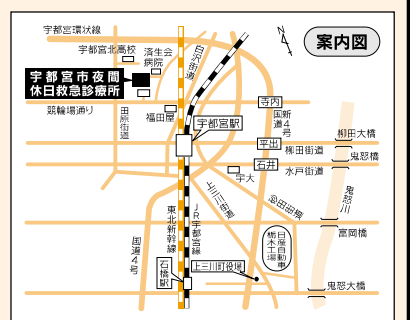 宇都宮環状線
案内図
N
宇都宮北高校
済生会
病院
白沢街道
宇都宮市夜間
休日救急診療所
競輪場通り
田原街道
福田屋
宇都宮駅
寺内
国新
道4号
柳田大橋
平出
柳田街道
鬼怒橋
石井
水戸街道
宇大
上三川街道
鬼怒川
東北新幹線
JR宇都宮線
国道4号
日産自動車
栃木工場
富岡橋
石橋駅
上三川町役場
鬼怒大橋